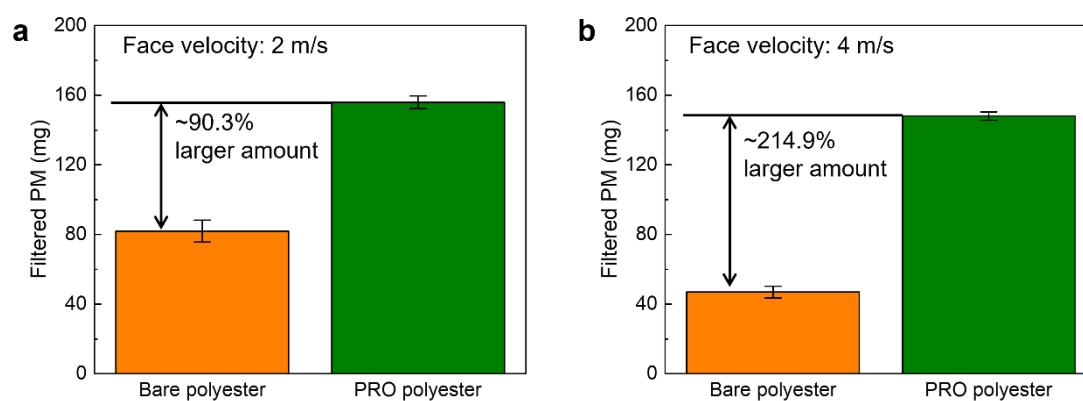 a
Face velocity: 2 m/s
Filtered PM (mg)
200
160
120
80
40
0
~90.3%
larger amount
Bare polyester
PRO polyester
b
Face velocity: 4 m/s
Filtered PM (mg)
200
160
120
80
40
0
~214.9%
larger amount
Bare polyester
PRO polyester